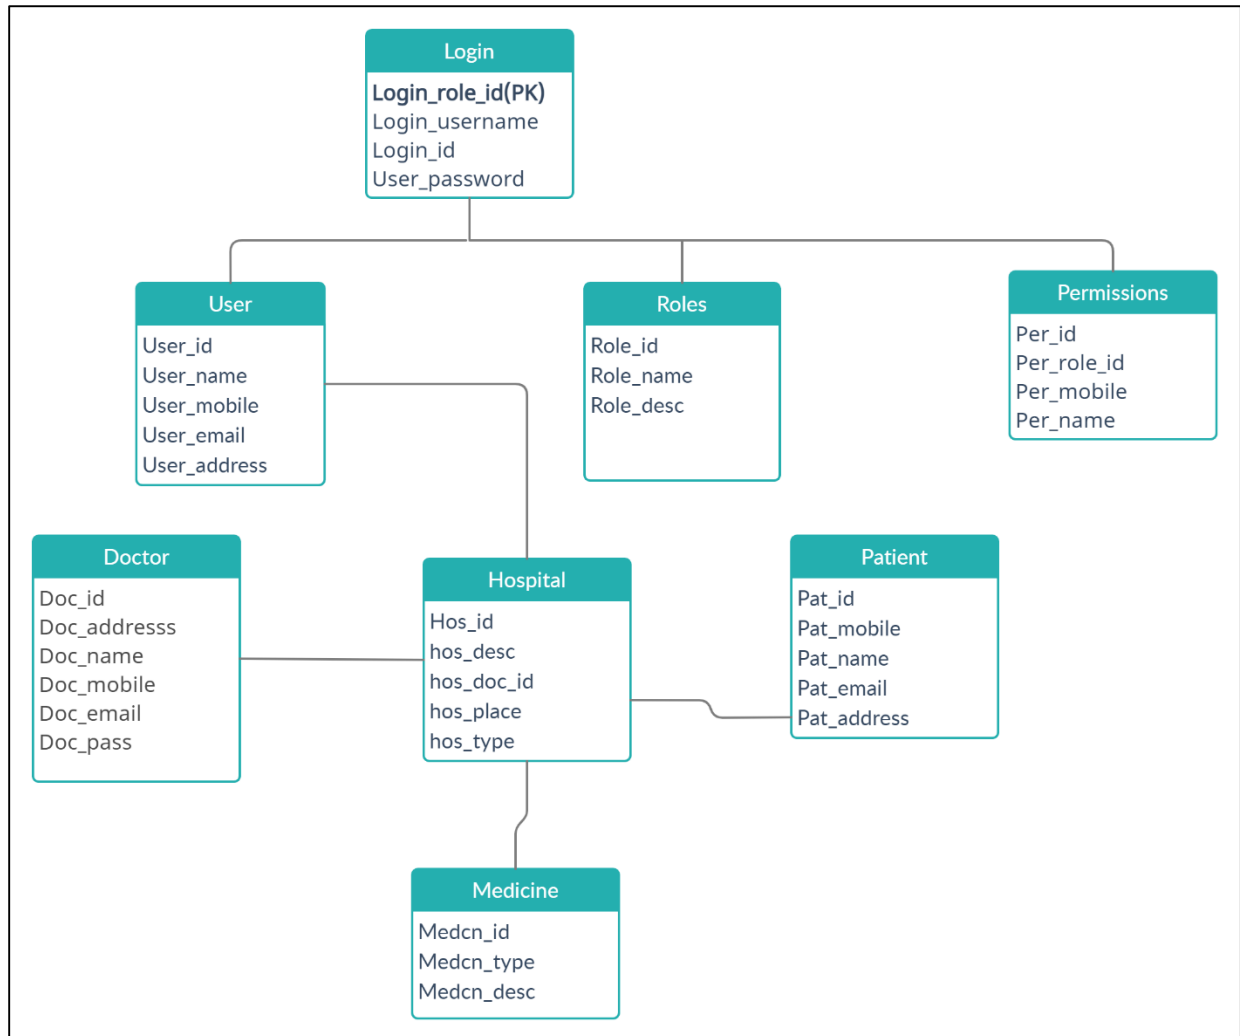 Login
Login_role_id(PK)
Login_username
Login_id
User_password
User
User_id
User_name
User_mobile
User_email
User_address
Roles
Role_id
Role_name
Role_desc
Permissions
Per_id
Per_role_id
Per_mobile
Per_name
Doctor
Doc_id
Doc_addresss
Doc_name
Doc_mobile
Doc_email
Doc_pass
Hospital
Hos_id
hos_desc
hos_doc_id
hos_place
hos_type
Patient
Pat_id
Pat_mobile
Pat_name
Pat_email
Pat_address
Medicine
Medcn_id
Medcn_type
Medcn_desc